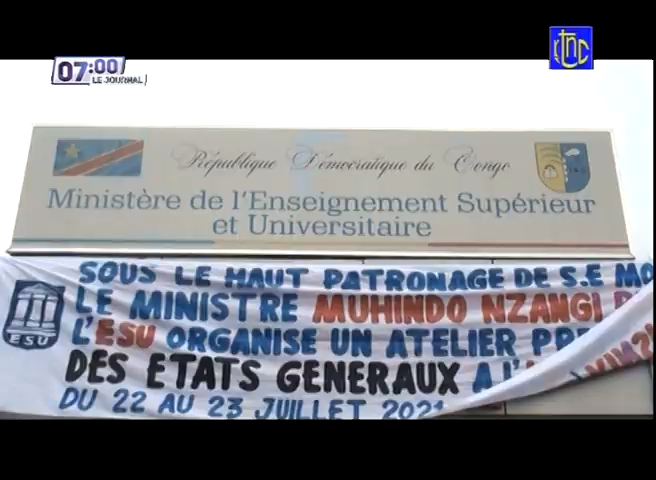 07:00
LE JOURNAL
RTNC
République Démocratique du Congo
Ministère de l'Enseignement Supérieur
et Universitaire
SOUS LE HAUT PATRONAGE DE S.E
LE MINISTRE MUHINDO NZANGI
ESU
L'ESU ORGANISE UN ATELIER
DES ETATS GENERAUX A
DU 22 AU 23 JUILLET 2021